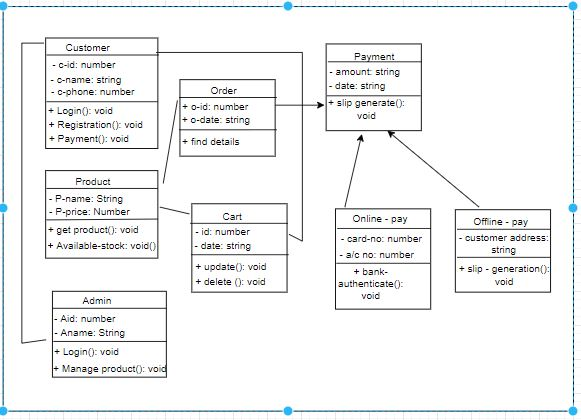 Customer
- c-id: number
- c-name: string
- c-phone: number
+ Login(): void
+ Registration(): void
+ Payment(): void
Order
+ o-id: number
+ o-date: string
+ find details
Payment
- amount: string
- date: string
+ slip generate():
void
Product
- P-name: String
- P-price: Number
+ get product(): void
+ Available-stock: void()
Cart
- id: number
- date: string
+ update(): void
+ delete (): void
Online - pay
- card-no: number
- a/c no: number
+ bank-
authenticate():
void
Offline - pay
- customer address:
string
+ slip - generation():
void
Admin
- Aid: number
- Aname: String
+ Login(): void
+ Manage product(): void